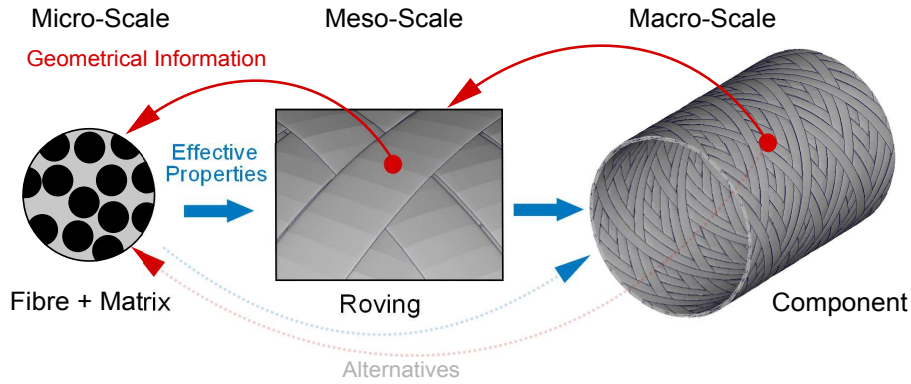 Micro-Scale
Meso-Scale
Macro-Scale
Geometrical Information
Effective
Properties
Fibre + Matrix
Roving
Component
Alternatives